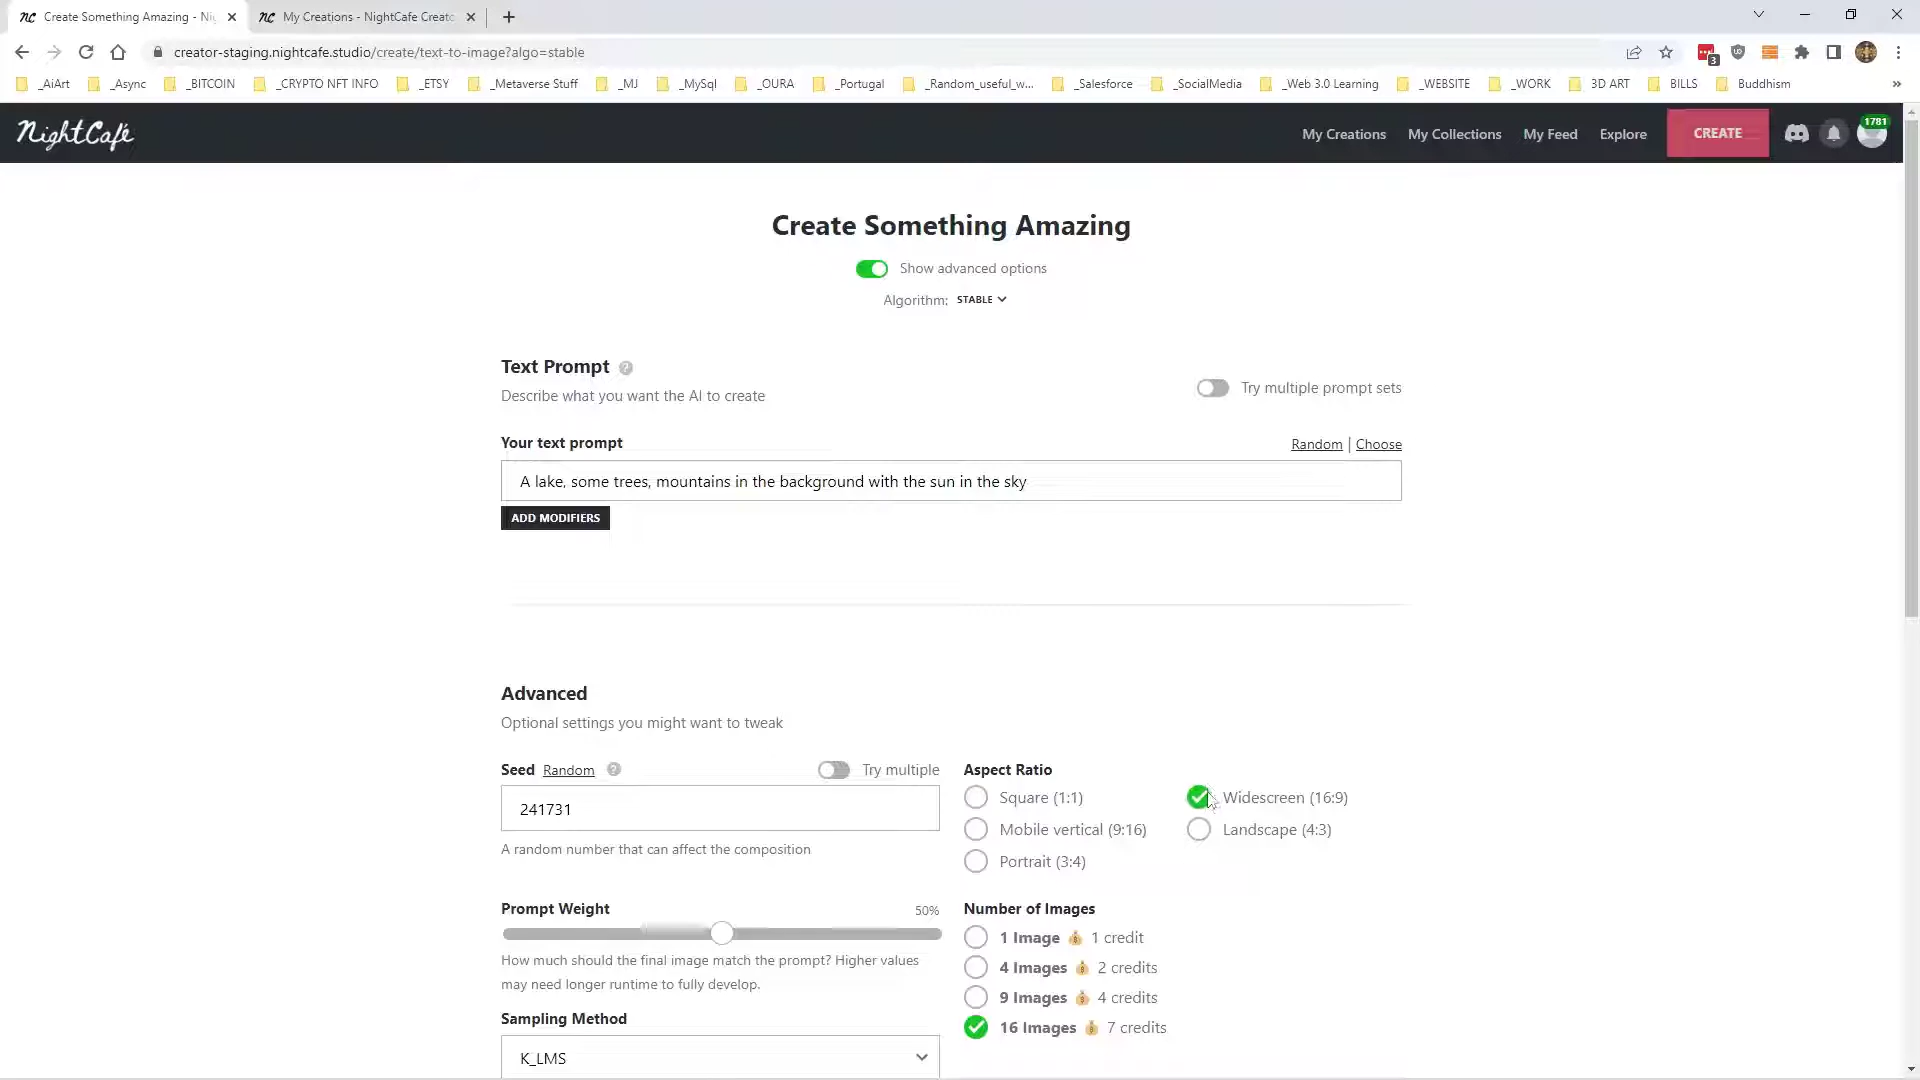 Create Something Amazing - Ni
My Creations - NightCafe Creato
creator-staging.nightcafe.studio/create/text-to-image?algo=stable
3
_AiArt _Async _BITCOIN _CRYPTO NFT INFO _ETSY _Metaverse Stuff _MJ _MySql _OURA _Portugal _Random_useful_w... _Salesforce _SocialMedia _Web 3.0 Learning _WEBSITE _WORK 3D ART BILLS Buddhism »
NightCafé My Creations My Collections My Feed Explore CREATE 1781
Create Something Amazing
Show advanced options
Algorithm: STABLE
Text Prompt ?
Describe what you want the AI to create
Try multiple prompt sets
Your text prompt
Random | Choose
A lake, some trees, mountains in the background with the sun in the sky
ADD MODIFIERS
Advanced
Optional settings you might want to tweak
Seed Random ? Try multiple
241731
A random number that can affect the composition
Aspect Ratio
Square (1:1) Widescreen (16:9)
Mobile vertical (9:16) Landscape (4:3)
Portrait (3:4)
Prompt Weight 50%
How much should the final image match the prompt? Higher values
may need longer runtime to fully develop.
Number of Images
1 Image 1 credit
4 Images 2 credits
9 Images 4 credits
16 Images 7 credits
Sampling Method
K_LMS